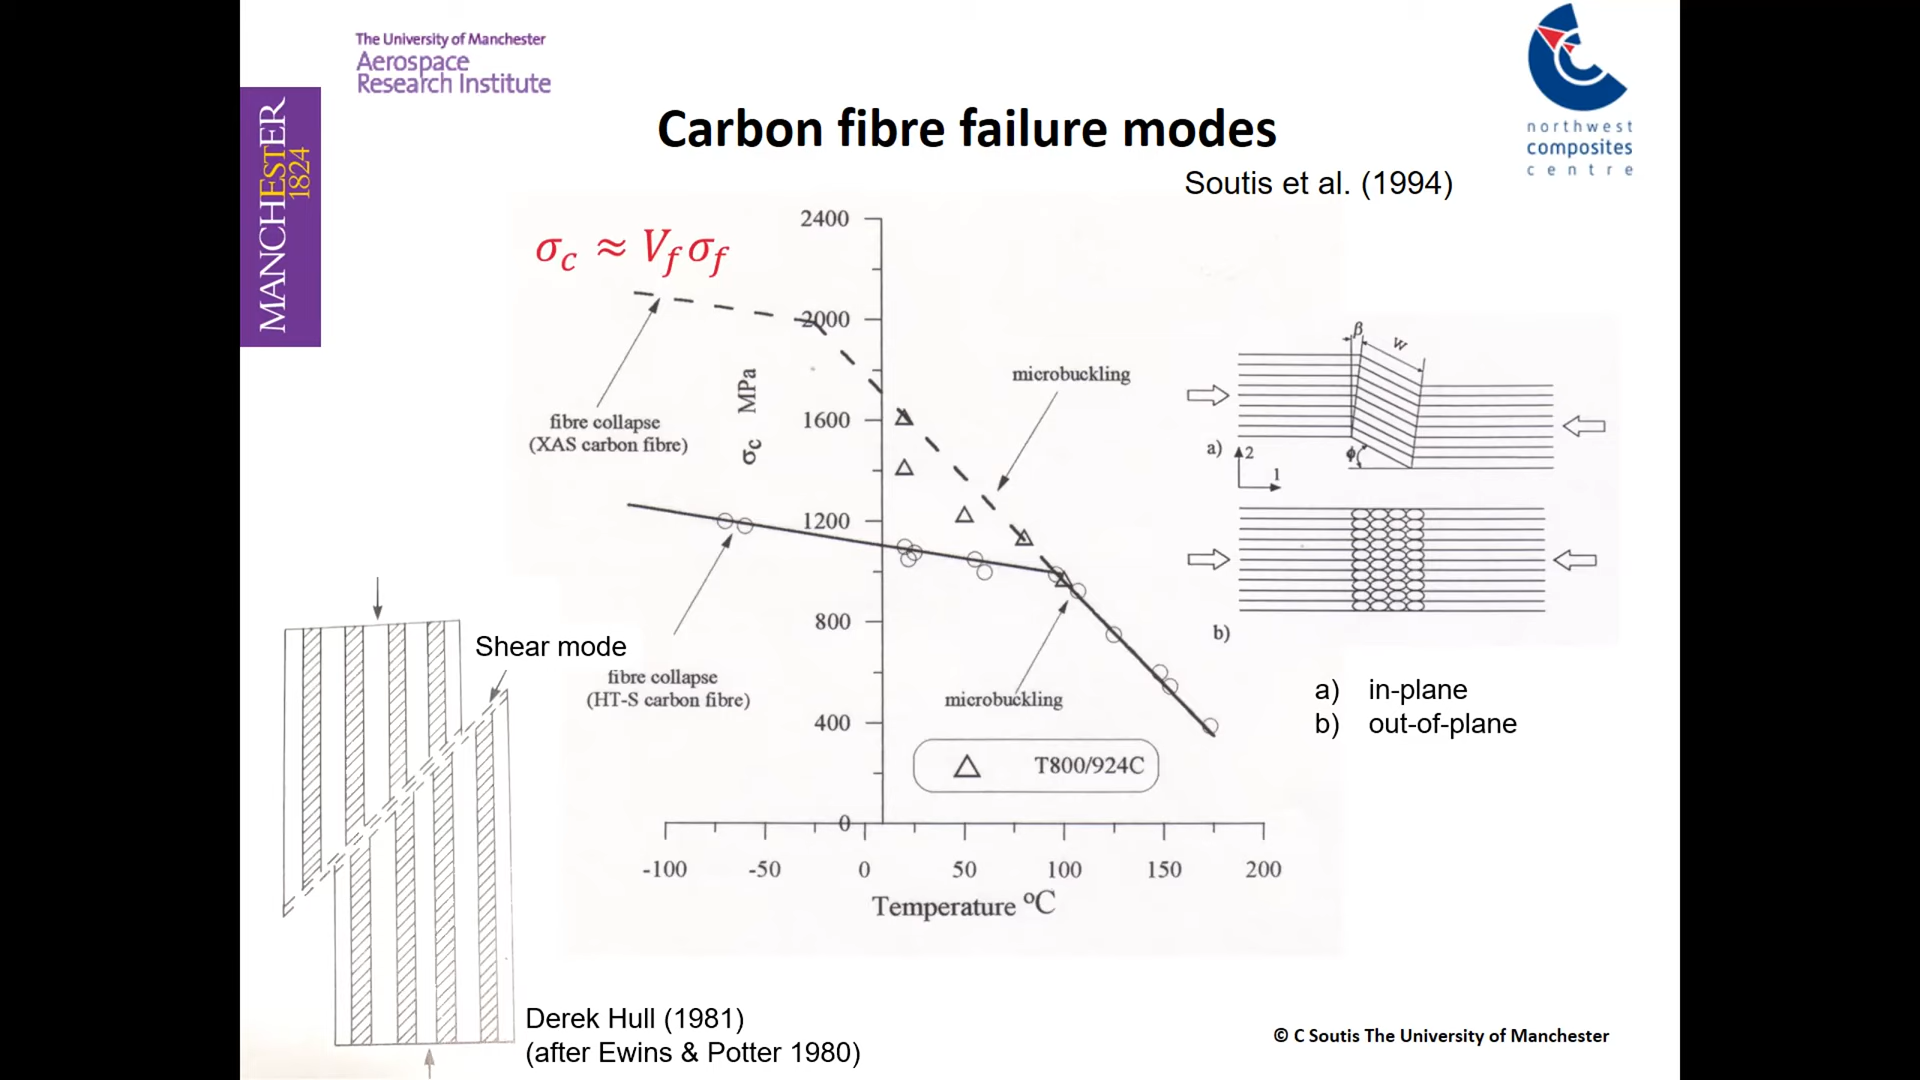 The University of Manchester
Aerospace
Research Institute
MANCHESTER
1824
northwest
composites
centre
Carbon fibre failure modes
Soutis et al. (1994)
σc ≈ Vfσf
2400
2000
1600
1200
800
400
0
σc MPa
fibre collapse
(XAS carbon fibre)
microbuckling
fibre collapse
(HT-S carbon fibre)
microbuckling
T800/924C
-100 -50 0 50 100 150 200
Temperature °C
β
w
a)
2
1
ϕ
b)
a) in-plane
b) out-of-plane
Shear mode
Derek Hull (1981)
(after Ewins & Potter 1980)
© C Soutis The University of Manchester